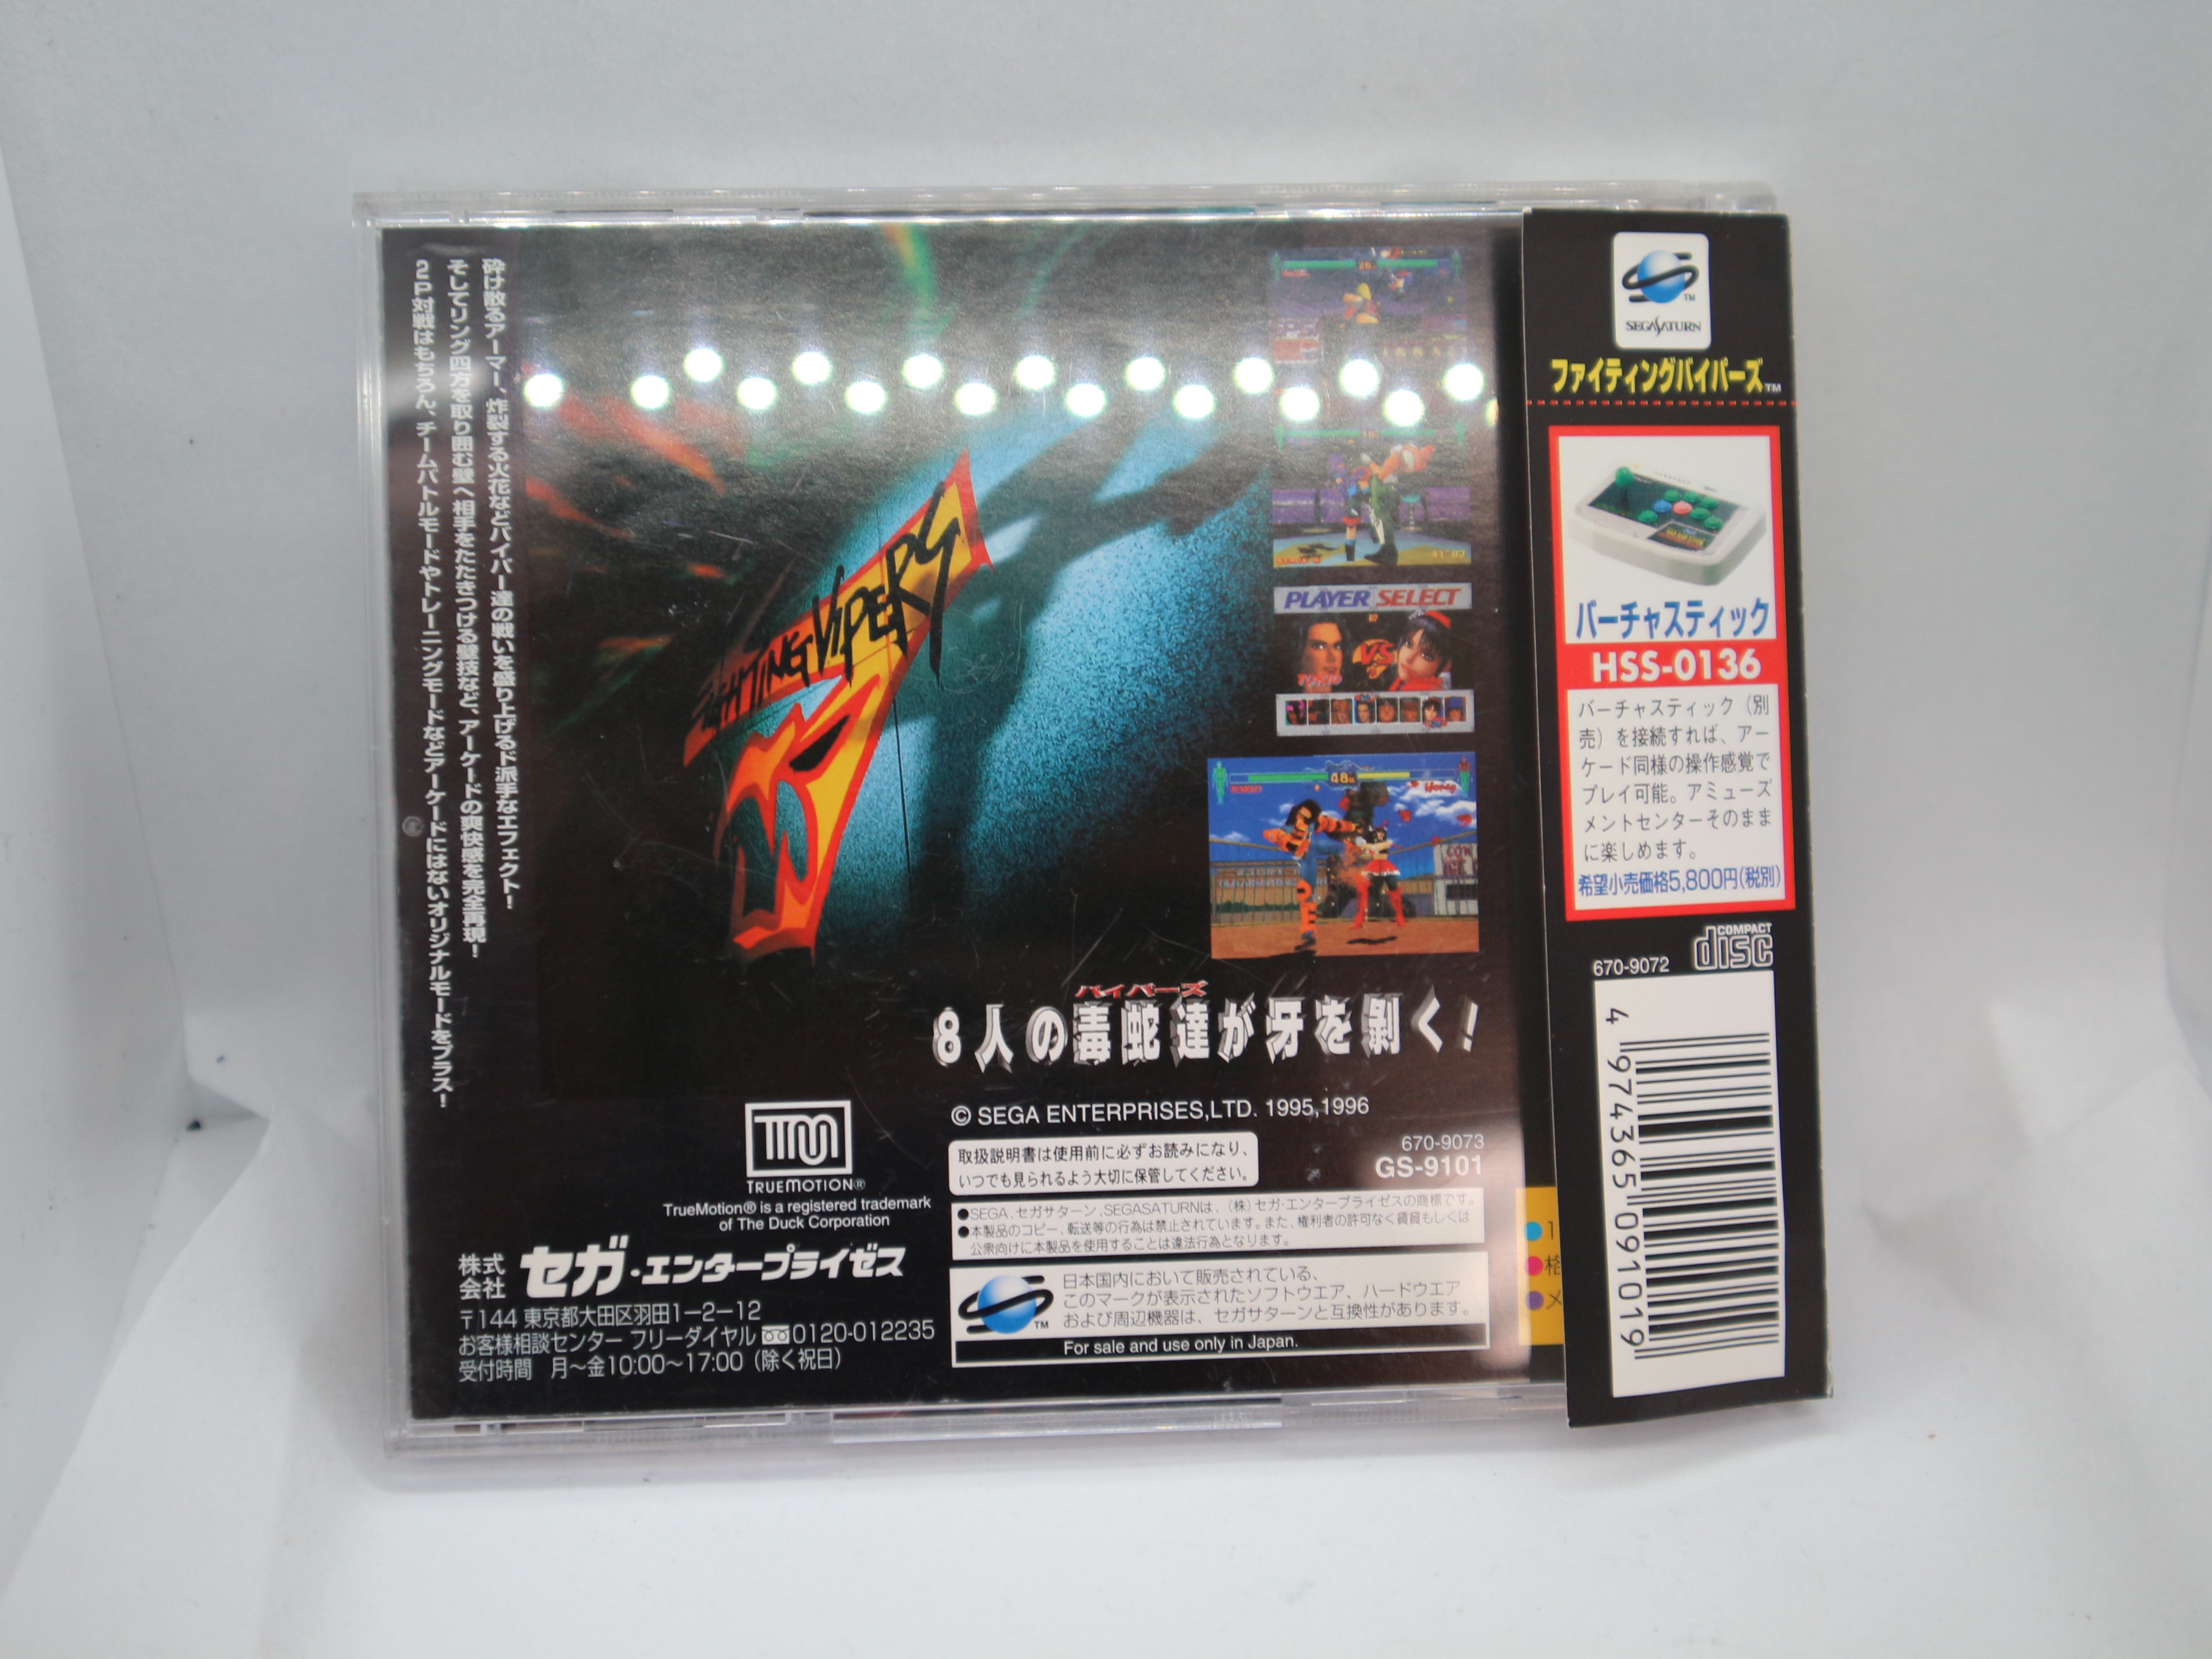 砕け散るアーマー、炸裂する火花などバイパー達の戦いを盛り上げるド派手なエフェクト！
そしてリング四方を取り囲む壁へ相手をたたきつける壁技など、アーケードの爽快感を完全再現！
2P対戦はもちろん、チームバトルモードやトレーニングモードなどアーケードにはないオリジナルモードをプラス！
FIGHTING VIPERS
PLAYER SELECT
VS
TOKIO
48
Honey
バイパーズ
8人の毒蛇達が牙を剥く！
© SEGA ENTERPRISES,LTD. 1995,1996
670-9073
GS-9101
取扱説明書は使用前に必ずお読みになり、
いつでも見られるよう大切に保管してください。
●SEGA、セガサターン、SEGASATURNは、（株）セガ・エンタープライゼスの商標です。
●本製品のコピー、転送等の行為は禁止されています。また、権利者の許可なく賃貸もしくは
公衆向けに本製品を使用することは違法行為となります。
日本国内において販売されている、
このマークが表示されたソフトウエア、ハードウエア
および周辺機器は、セガサターンと互換性があります。
TM
For sale and use only in Japan.
TRUEMOTION®
TrueMotion® is a registered trademark
of The Duck Corporation
株式会社 セガ・エンタープライゼス
〒144 東京都大田区羽田1−2−12
お客様相談センター フリーダイヤル 0120-012235
受付時間 月〜金10:00〜17:00（除く祝日）
TM
SEGA SATURN
ファイティングバイパーズTM
バーチャスティック
HSS-0136
バーチャスティック（別
売）を接続すれば、アー
ケード同様の操作感覚で
プレイ可能。アミューズ
メントセンターそのまま
に楽しめます。
希望小売価格5,800円（税別）
670-9072
COMPACT disc
4 974365 091019